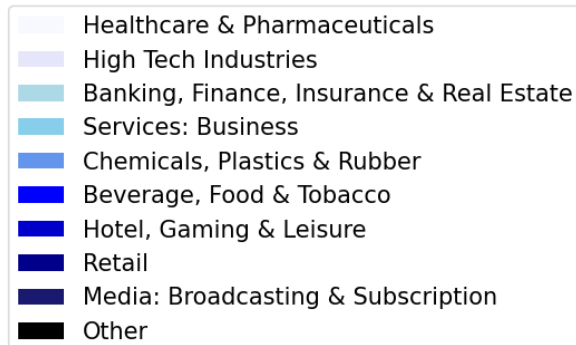 Healthcare & Pharmaceuticals
High Tech Industries
Banking, Finance, Insurance & Real Estate
Services: Business
Chemicals, Plastics & Rubber
Beverage, Food & Tobacco
Hotel, Gaming & Leisure
Retail
Media: Broadcasting & Subscription
Other